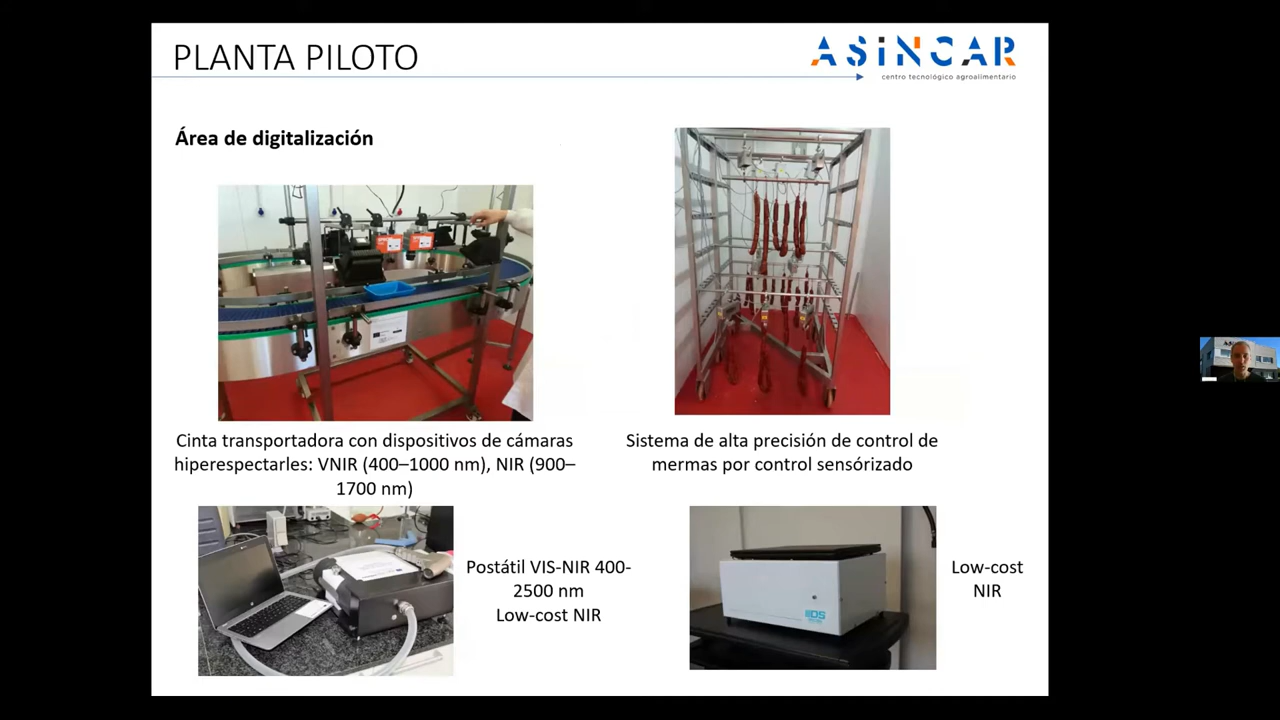 PLANTA PILOTO
ASiNCAR
centro tecnológico agroalimentario
Área de digitalización
Cinta transportadora con dispositivos de cámaras
hiperespectarles: VNIR (400–1000 nm), NIR (900–
1700 nm)
Sistema de alta precisión de control de
mermas por control sensórizado
Postátil VIS-NIR 400-
2500 nm
Low-cost NIR
Low-cost
NIR